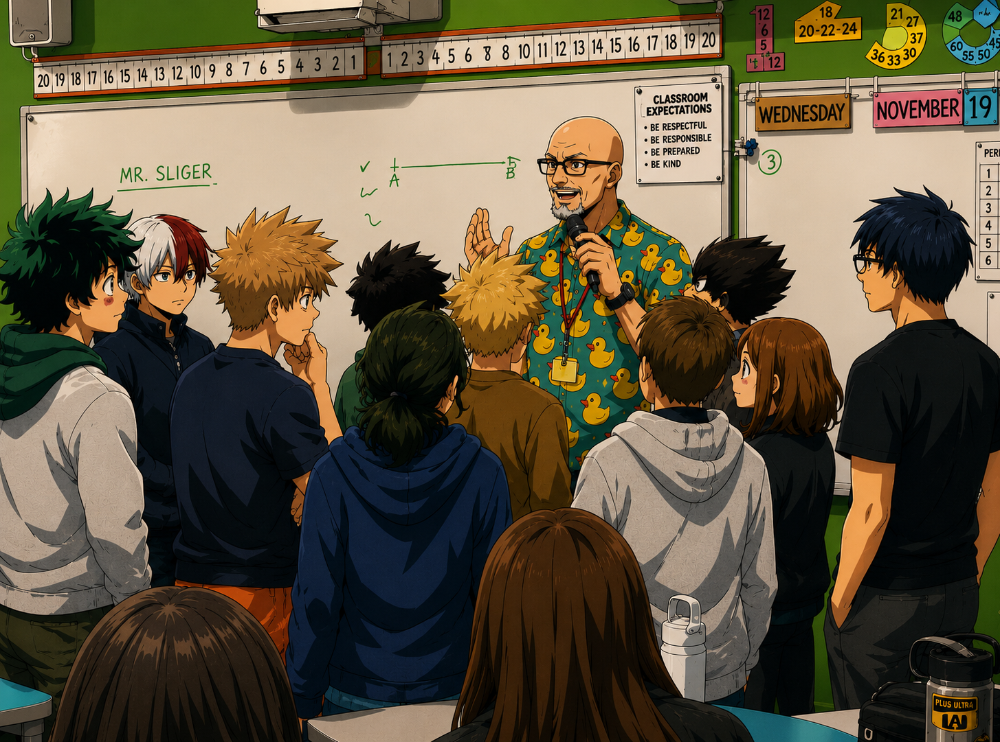 20 19 18 17 16 15 14 13 12 10 9 8 7 6 5 4 3 2 1
1 2 3 4 5 6 8 8 10 11 12 13 14 15 16 17 18 19 20
12
6
5
12
18
20-22-24
21
27
37
36 33 30
48
60
55 50 45
CLASSROOM
EXPECTATIONS
• BE RESPECTFUL
• BE RESPONSIBLE
• BE PREPARED
• BE KIND
WEDNESDAY
NOVEMBER
19
MR. SLIGER
A
B
3
PERI
1
2
3
4
5
6
PLUS ULTRA
UA